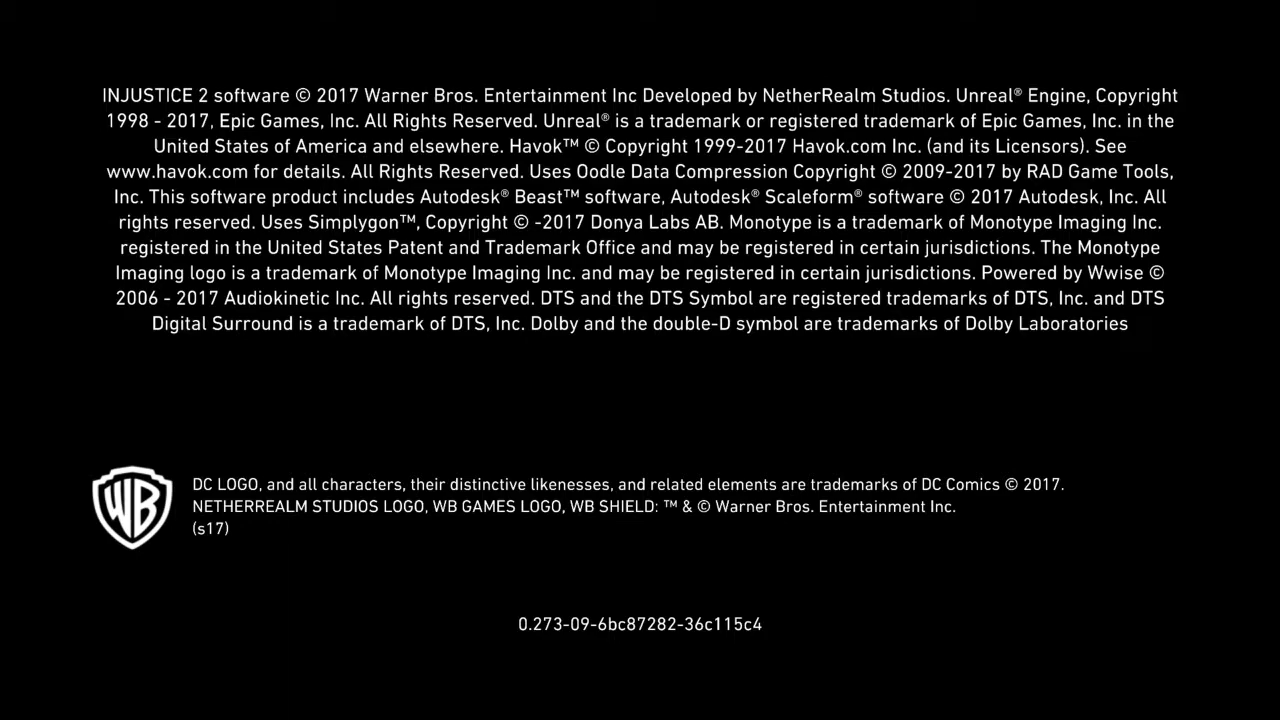 INJUSTICE 2 software © 2017 Warner Bros. Entertainment Inc Developed by NetherRealm Studios. Unreal® Engine, Copyright
1998 - 2017, Epic Games, Inc. All Rights Reserved. Unreal® is a trademark or registered trademark of Epic Games, Inc. in the
United States of America and elsewhere. Havok™ © Copyright 1999-2017 Havok.com Inc. (and its Licensors). See
www.havok.com for details. All Rights Reserved. Uses Oodle Data Compression Copyright © 2009-2017 by RAD Game Tools,
Inc. This software product includes Autodesk® Beast™ software, Autodesk® Scaleform® software © 2017 Autodesk, Inc. All
rights reserved. Uses Simplygon™, Copyright © -2017 Donya Labs AB. Monotype is a trademark of Monotype Imaging Inc.
registered in the United States Patent and Trademark Office and may be registered in certain jurisdictions. The Monotype
Imaging logo is a trademark of Monotype Imaging Inc. and may be registered in certain jurisdictions. Powered by Wwise ©
2006 - 2017 Audiokinetic Inc. All rights reserved. DTS and the DTS Symbol are registered trademarks of DTS, Inc. and DTS
Digital Surround is a trademark of DTS, Inc. Dolby and the double-D symbol are trademarks of Dolby Laboratories
WB
DC LOGO, and all characters, their distinctive likenesses, and related elements are trademarks of DC Comics © 2017.
NETHERREALM STUDIOS LOGO, WB GAMES LOGO, WB SHIELD: ™ & © Warner Bros. Entertainment Inc.
(s17)
0.273-09-6bc87282-36c115c4